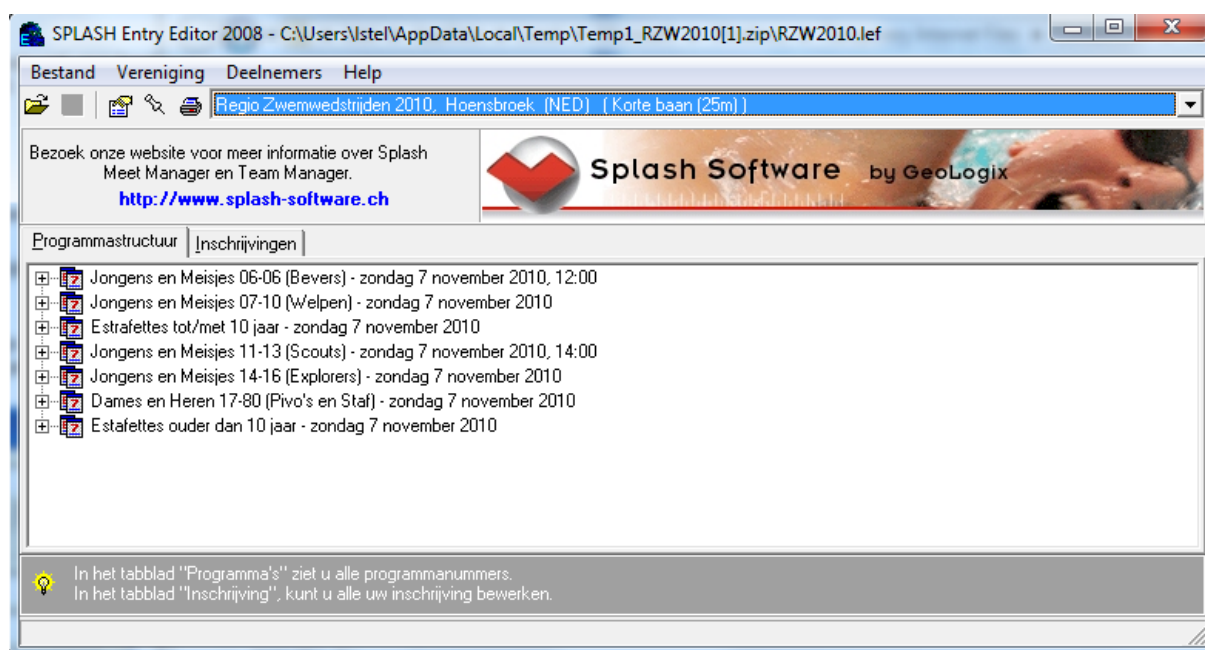 SPLASH Entry Editor 2008 - C:\Users\Istel\AppData\Local\Temp\Temp1_RZW2010[1].zip\RZW2010.lef
Bestand Vereniging Deelnemers Help
Regio Zwemwedstrijden 2010, Hoensbroek (NED) ( Korte baan (25m) )
Bezoek onze website voor meer informatie over Splash
Meet Manager en Team Manager.
http://www.splash-software.ch
Splash Software by GeoLogix
Programmastructuur Inschrijvingen
Jongens en Meisjes 06-06 (Bevers) - zondag 7 november 2010, 12:00
Jongens en Meisjes 07-10 (Welpen) - zondag 7 november 2010
Estrafettes tot/met 10 jaar - zondag 7 november 2010
Jongens en Meisjes 11-13 (Scouts) - zondag 7 november 2010, 14:00
Jongens en Meisjes 14-16 (Explorers) - zondag 7 november 2010
Dames en Heren 17-80 (Pivo's en Staf) - zondag 7 november 2010
Estafettes ouder dan 10 jaar - zondag 7 november 2010
In het tabblad "Programma's" ziet u alle programmanummers.
In het tabblad "Inschrijving", kunt u alle uw inschrijving bewerken.